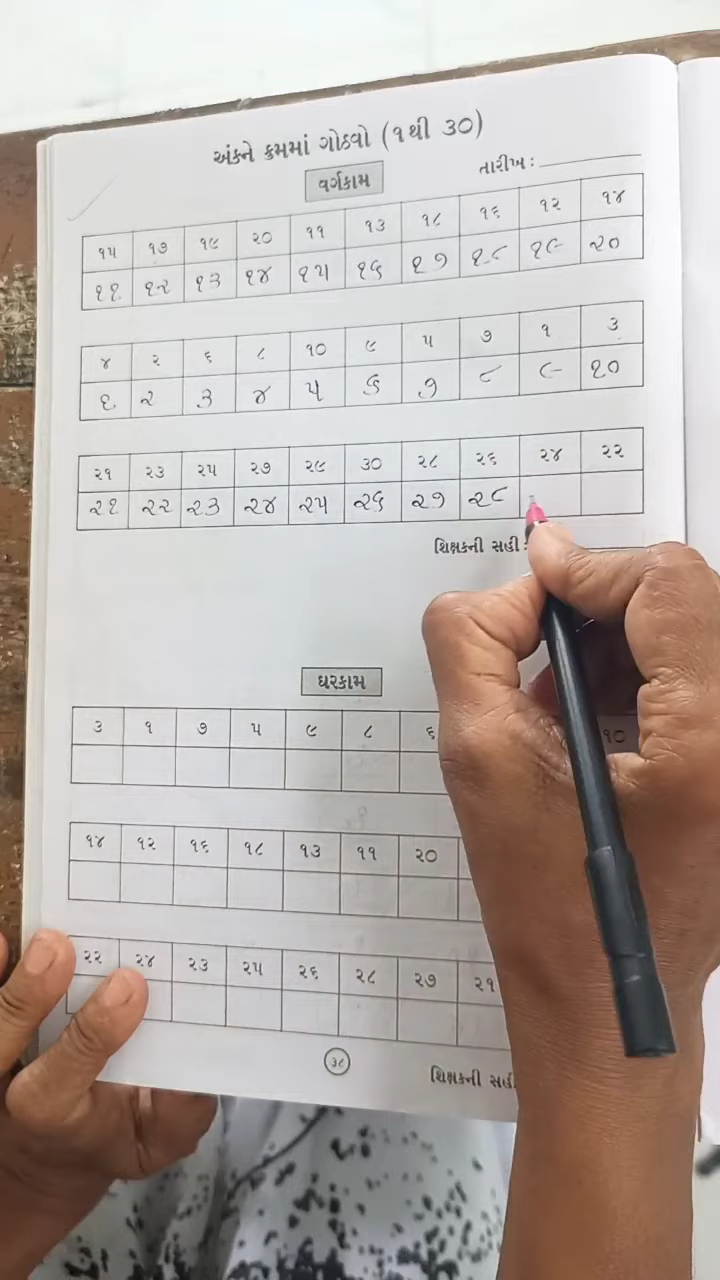 અંકને ક્રમમાં ગોઠવો (૧થી ૩૦)
વર્ગકામ
તારીખ : ________
૧૫ ૧૭ ૧૯ ૨૦ ૧૧ ૧૩ ૧૮ ૧૬ ૧૨ ૧૪
૧૧ ૧૨ ૧૩ ૧૪ ૧૫ ૧૬ ૧૭ ૧૮ ૧૯ ૨૦
૪ ૨ ૬ ૮ ૧૦ ૯ ૫ ૭ ૧ ૩
૧ ૨ ૩ ૪ ૫ ૬ ૭ ૮ ૯ ૧૦
૨૧ ૨૩ ૨૫ ૨૭ ૨૯ ૩૦ ૨૮ ૨૬ ૨૪ ૨૨
૨૧ ૨૨ ૨૩ ૨૪ ૨૫ ૨૬ ૨૭ ૨૮
શિક્ષકની સહી :
ઘરકામ
૩ ૧ ૭ ૫ ૯ ૮ ૬ ૧૦
૧૪ ૧૨ ૧૬ ૧૮ ૧૩ ૧૧ ૨૦
૨૨ ૨૪ ૨૩ ૨૫ ૨૬ ૨૮ ૨૭ ૨૧
૩૮
શિક્ષકની સહી